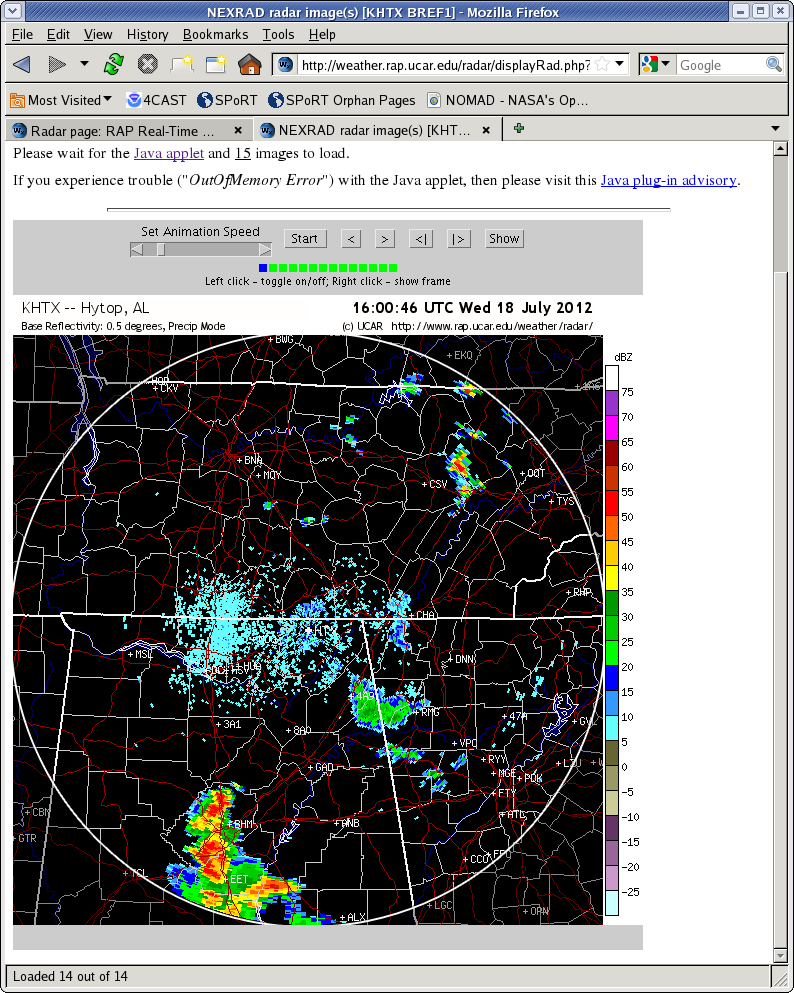 NEXRAD radar image(s) [KHTX BREF1] - Mozilla Firefox
File Edit View History Bookmarks Tools Help
http://weather.rap.ucar.edu/radar/displayRad.php? Google
Most Visited 4CAST SPoRT SPoRT Orphan Pages NOMAD - NASA's Op...
Radar page: RAP Real-Time ... NEXRAD radar image(s) [KHT...
Please wait for the Java applet and 15 images to load.
If you experience trouble ("OutOfMemory Error") with the Java applet, then please visit this Java plug-in advisory.
Set Animation Speed Start < > <| |> Show
Left click - toggle on/off; Right click - show frame
KHTX -- Hytop, AL 16:00:46 UTC Wed 18 July 2012
Base Reflectivity: 0.5 degrees, Precip Mode (c) UCAR http://www.rap.ucar.edu/weather/radar/
BWG
EKQ
dBZ
CKV
75
70
65
BNA
60
MQY
OQT
CSV
55
TYS
50
45
40
RHP
35
CHA
30
25
MSL
DNN
20
15
RMG
47A
10
3A1
8A0
5
VPC
RYY
0
GAD
MGE
PDK
-5
FTY
CBM
ATL
-10
BHM
ANB
GTR
-15
CCO
FFC
TCL
EET
-20
-25
LGC
ALX
OPN
Loaded 14 out of 14